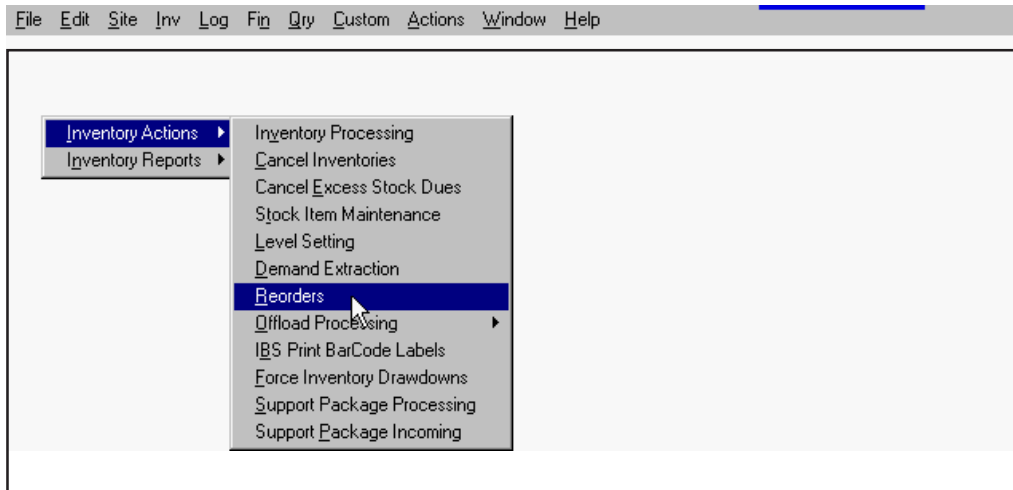 File Edit Site Inv Log Fin Qry Custom Actions Window Help
Inventory Actions
Inventory Reports
Inventory Processing
Cancel Inventories
Cancel Excess Stock Dues
Stock Item Maintenance
Level Setting
Demand Extraction
Reorders
Offload Processing
IBS Print BarCode Labels
Force Inventory Drawdowns
Support Package Processing
Support Package Incoming